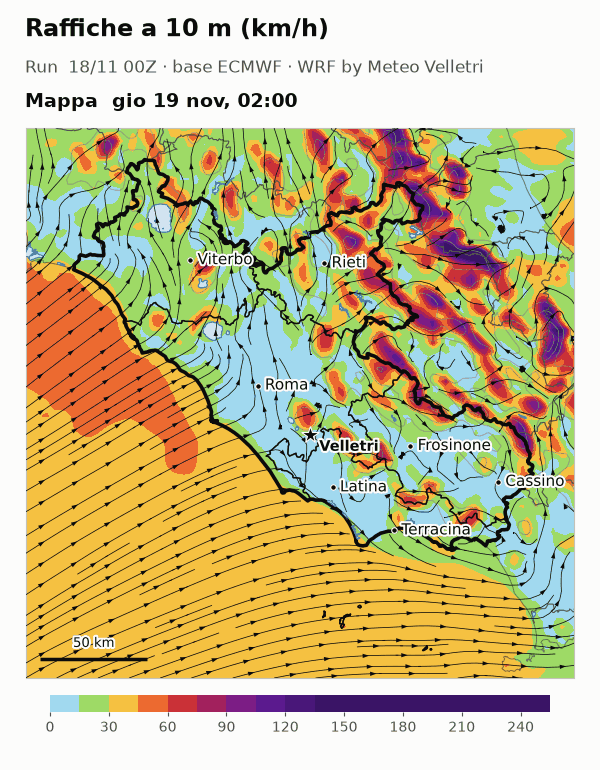 Raffiche a 10 m (km/h)
Run 18/11 00Z · base ECMWF · WRF by Meteo Velletri
Mappa gio 19 nov, 02:00
Viterbo
Rieti
Roma
Velletri
Frosinone
Cassino
Latina
Terracina
50 km
0 30 60 90 120 150 180 210 240